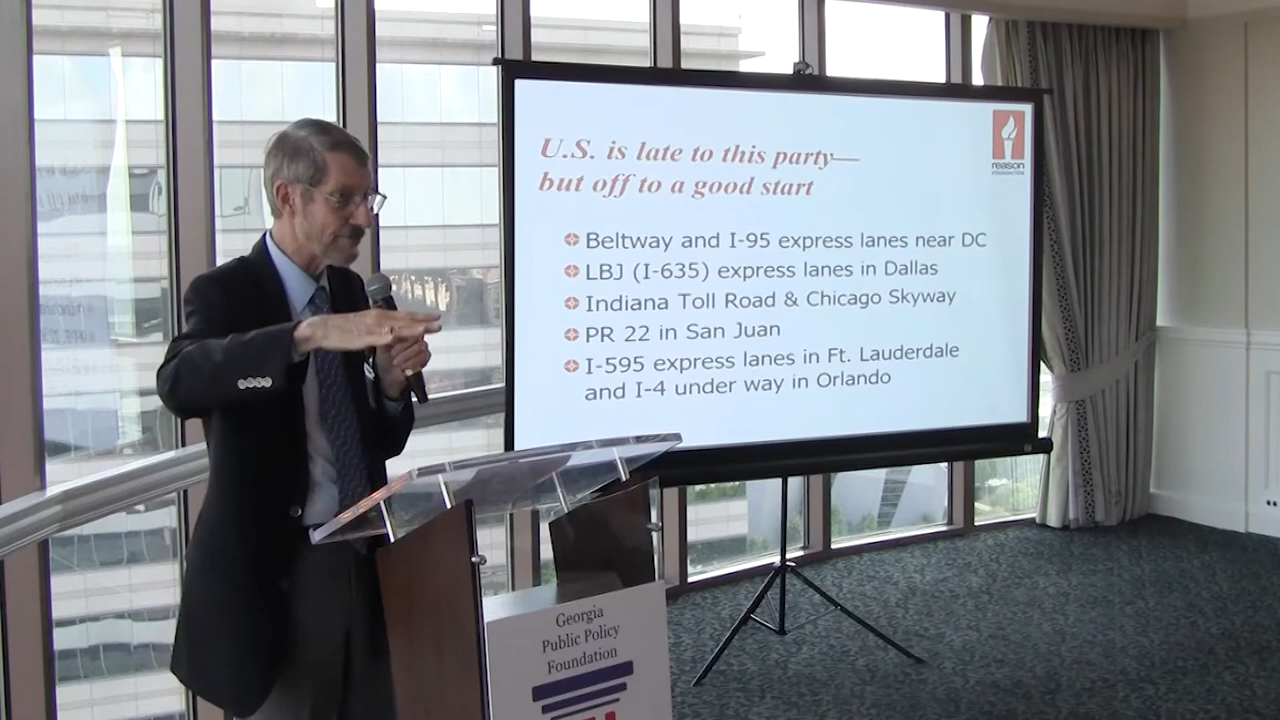 U.S. is late to this party—
but off to a good start
reason
FOUNDATION
Beltway and I-95 express lanes near DC
LBJ (I-635) express lanes in Dallas
Indiana Toll Road & Chicago Skyway
PR 22 in San Juan
I-595 express lanes in Ft. Lauderdale
and I-4 under way in Orlando
Georgia
Public Policy
Foundation